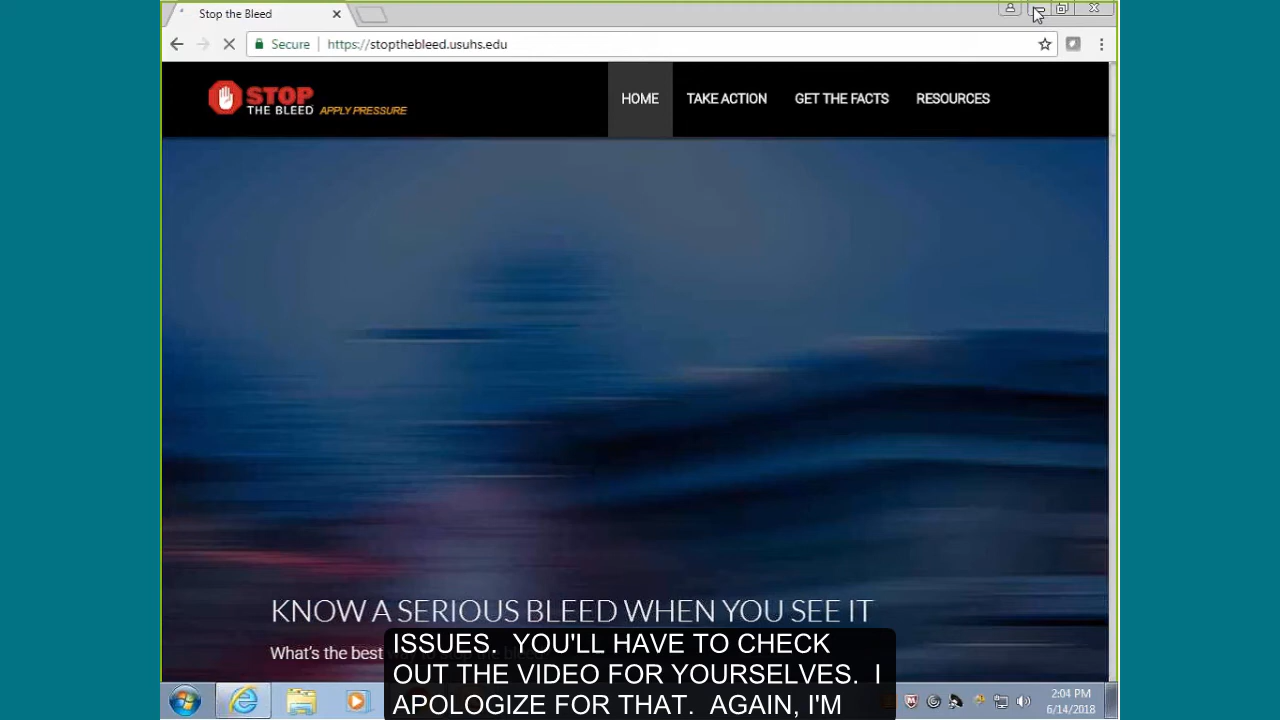 Stop the Bleed
Secure
https://stopthebleed.usuhs.edu
STOP
THE BLEED APPLY PRESSURE
HOME
TAKE ACTION
GET THE FACTS
RESOURCES
KNOW A SERIOUS BLEED WHEN YOU SEE IT
What's the best
ISSUES. YOU'LL HAVE TO CHECK
OUT THE VIDEO FOR YOURSELVES. I
APOLOGIZE FOR THAT. AGAIN, I'M
2:04 PM
6/14/2018